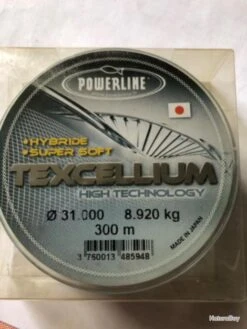 POWERLINE
HYBRIDE
SUPER SOFT
TEXCELLIUM
HIGH TECHNOLOGY
Ø 31.000 8.920 kg
300 m
MADE IN JAPAN
3 760013 485948
NaturaBuy